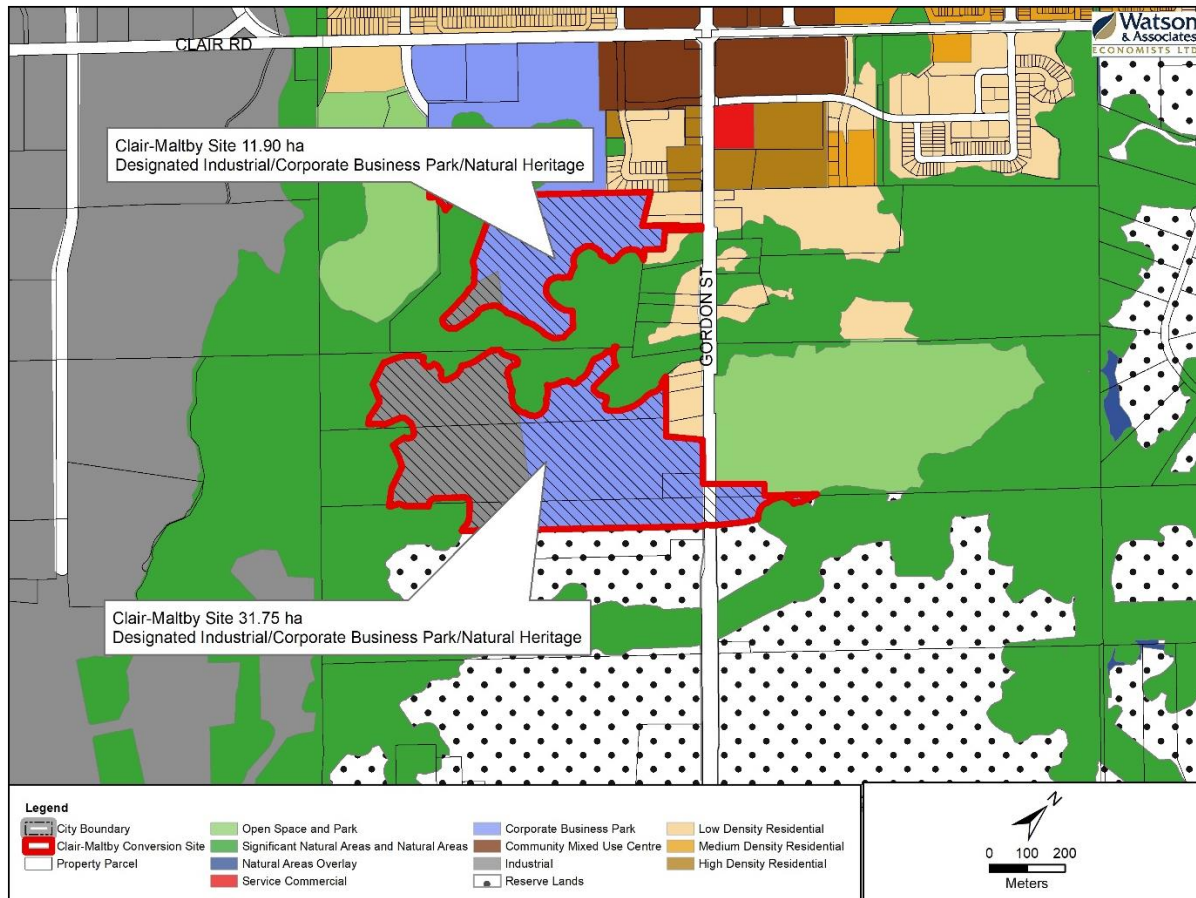 CLAIR RD
Watson
& Associates
ECONOMISTS LTD.
Clair-Maltby Site 11.90 ha
Designated Industrial/Corporate Business Park/Natural Heritage
GORDON ST
Clair-Maltby Site 31.75 ha
Designated Industrial/Corporate Business Park/Natural Heritage
Legend
City Boundary
Clair-Maltby Conversion Site
Property Parcel
Open Space and Park
Significant Natural Areas and Natural Areas
Natural Areas Overlay
Service Commercial
Corporate Business Park
Community Mixed Use Centre
Industrial
Reserve Lands
Low Density Residential
Medium Density Residential
High Density Residential
N
0 100 200
Meters